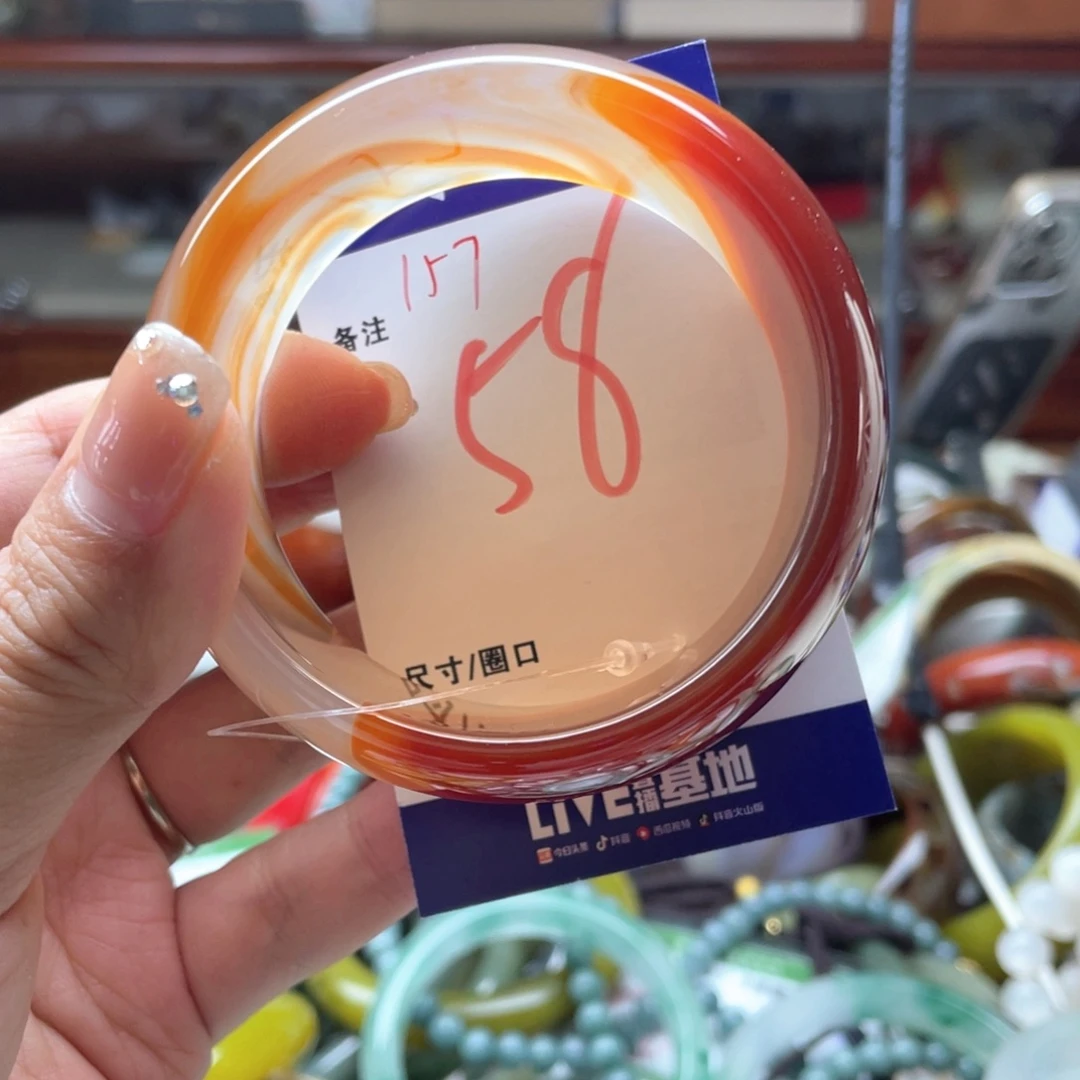 157
备注
58
尺寸/圈口
LIVE直播基地
今日头条 抖音 西瓜视频 抖音火山版